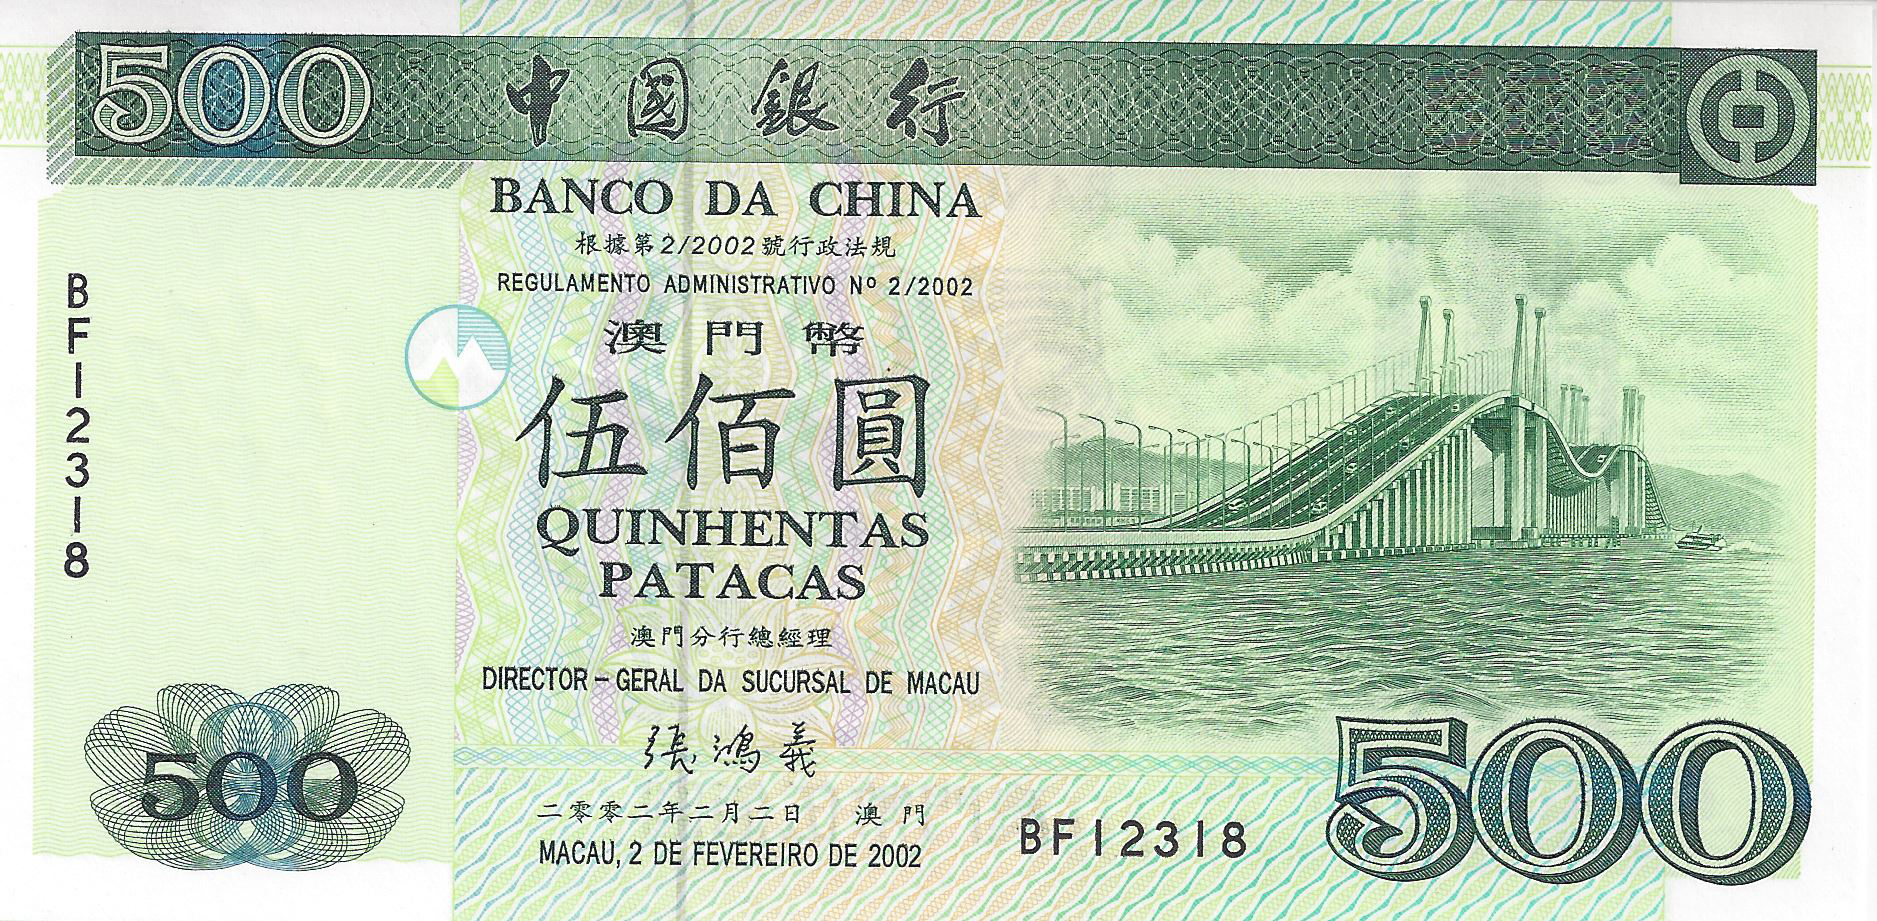 500
中國銀行
BANCO DA CHINA
根據第2/2002號行政法規
REGULAMENTO ADMINISTRATIVO Nº 2/2002
澳門幣
伍佰圓
QUINHENTAS
PATACAS
澳門分行總經理
DIRECTOR-GERAL DA SUCURSAL DE MACAU
張鴻義
二零零二年二月二日 澳門
MACAU, 2 DE FEVEREIRO DE 2002
BF12318
500
BF12318
500